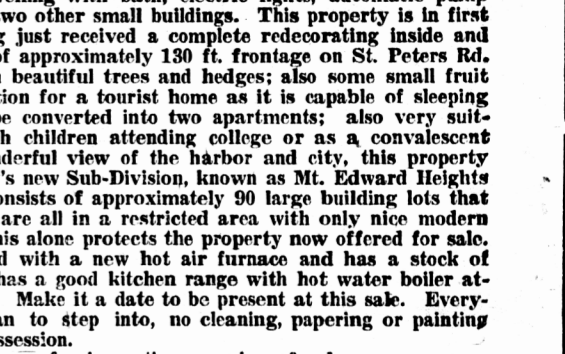 two other small buildings. This property is in first
just received a complete redecorating inside and
of approximately 130 ft. frontage on St. Peters Rd.
beautiful trees and hedges; also some small fruit
tion for a tourist home as it is capable of sleeping
be converted into two apartments; also very suit-
h children attending college or as a convalescent
derful view of the harbor and city, this property
's new Sub-Division, known as Mt. Edward Heights
onsists of approximately 90 large building lots that
are all in a restricted area with only nice modern
his alone protects the property now offered for sale.
d with a new hot air furnace and has a stock of
has a good kitchen range with hot water boiler at-
Make it a date to be present at this sale. Every-
an to step into, no cleaning, papering or painting
ssession.